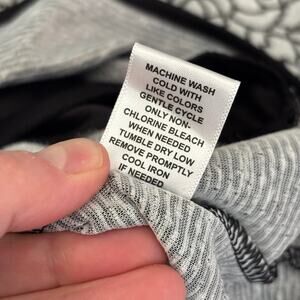 MACHINE WASH
COLD WITH
LIKE COLORS
GENTLE CYCLE
ONLY NON-
CHLORINE BLEACH
WHEN NEEDED
TUMBLE DRY LOW
REMOVE PROMPTLY
COOL IRON
IF NEEDED